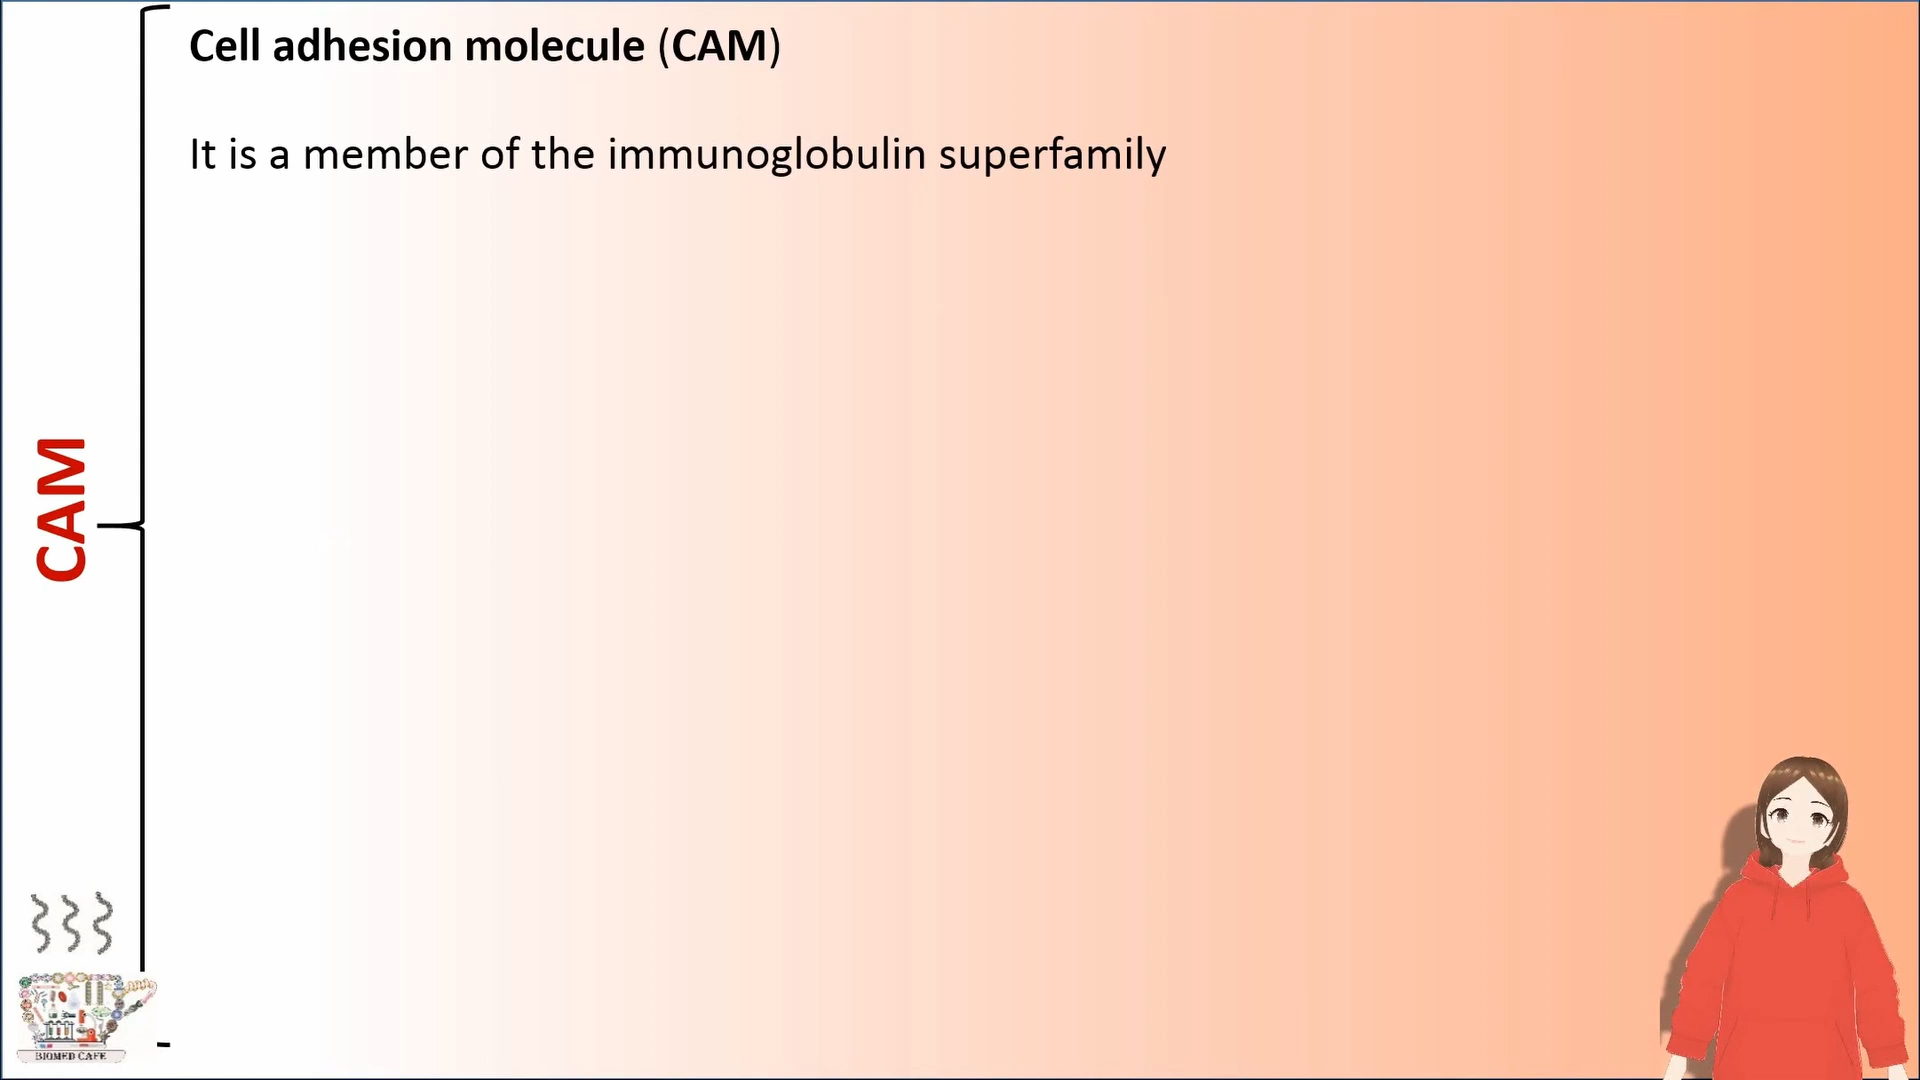 Cell adhesion molecule (CAM)
It is a member of the immunoglobulin superfamily
CAM
BIOMED CAFE